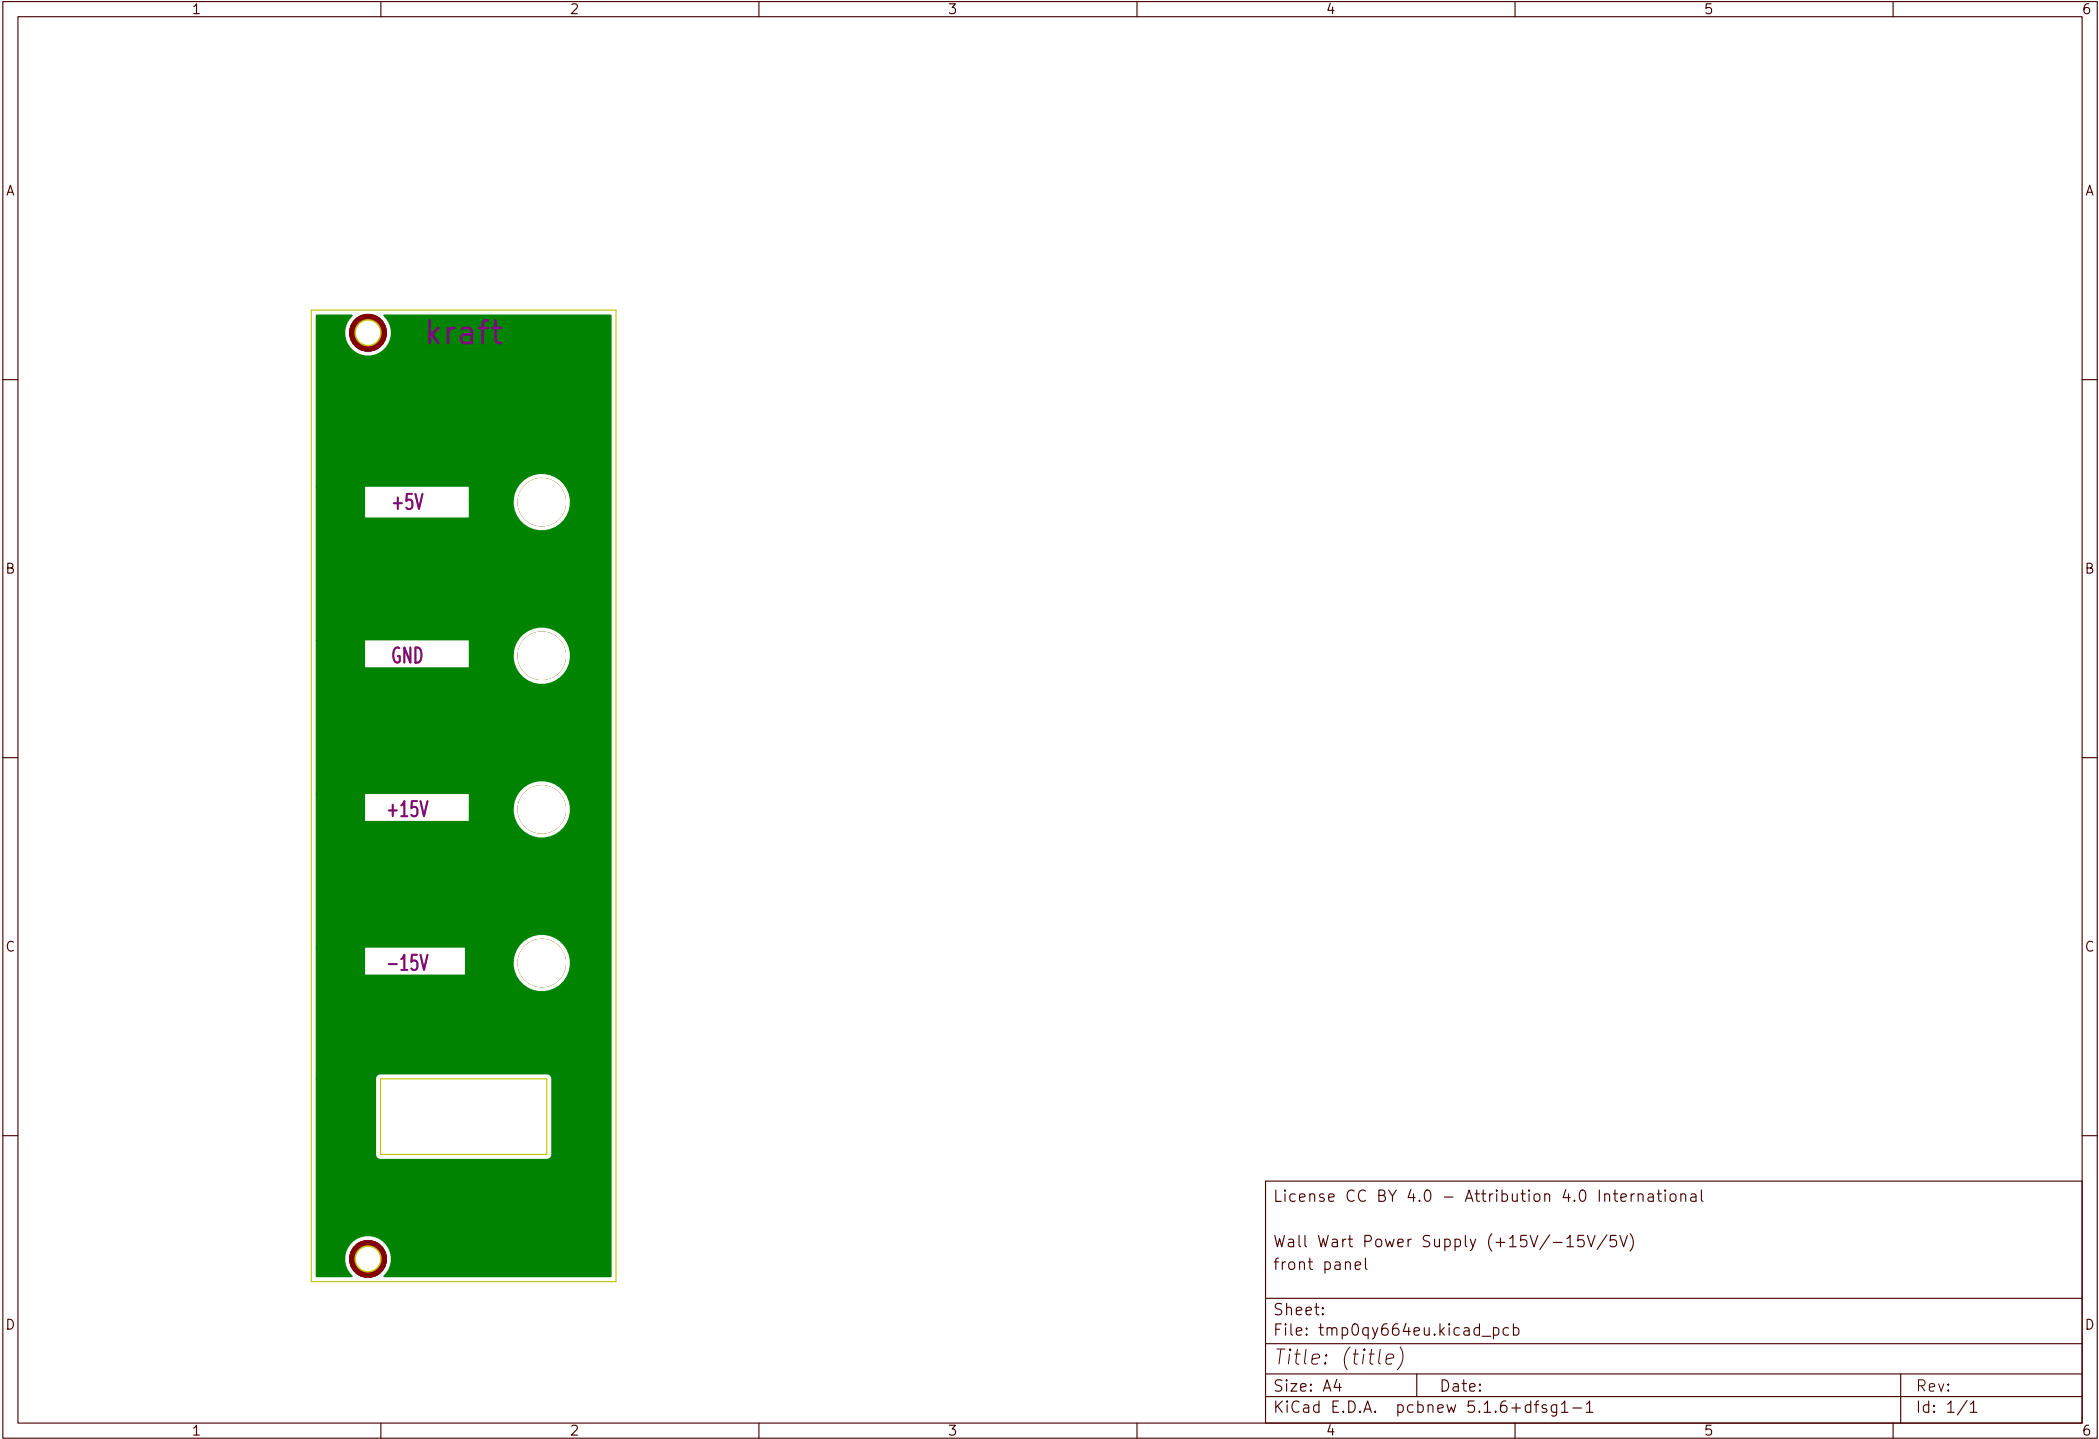 1 2 3 4 5 6
A A
kraft
+5V
B B
GND
+15V
C C
-15V
License CC BY 4.0 - Attribution 4.0 International
Wall Wart Power Supply (+15V/-15V/5V)
front panel
Sheet:
D D
File: tmp0qy664eu.kicad_pcb
Title: (title)
Size: A4 Date: Rev:
KiCad E.D.A. pcbnew 5.1.6+dfsg1-1 Id: 1/1
1 2 3 4 5 6